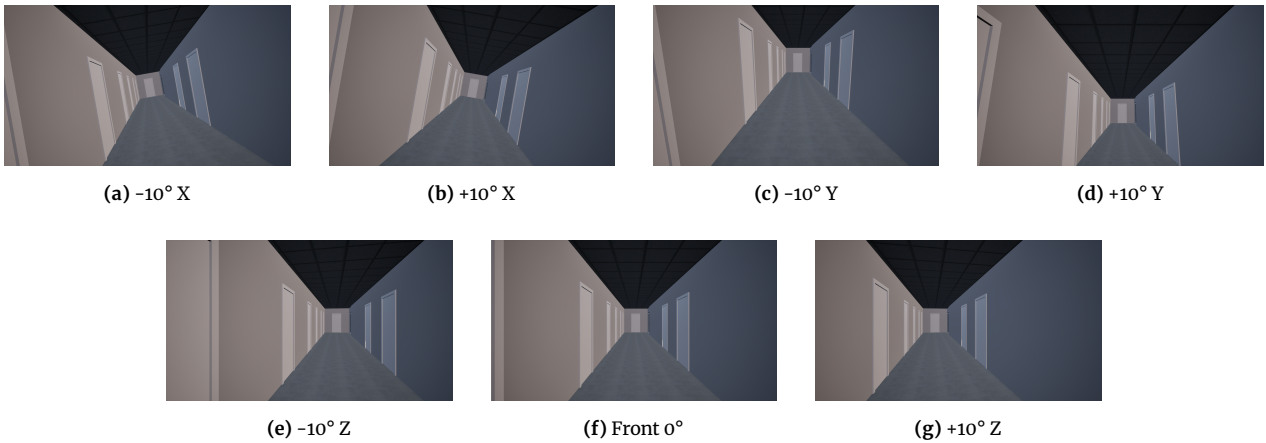 (a) -10° X
(b) +10° X
(c) -10° Y
(d) +10° Y
(e) -10° Z
(f) Front 0°
(g) +10° Z